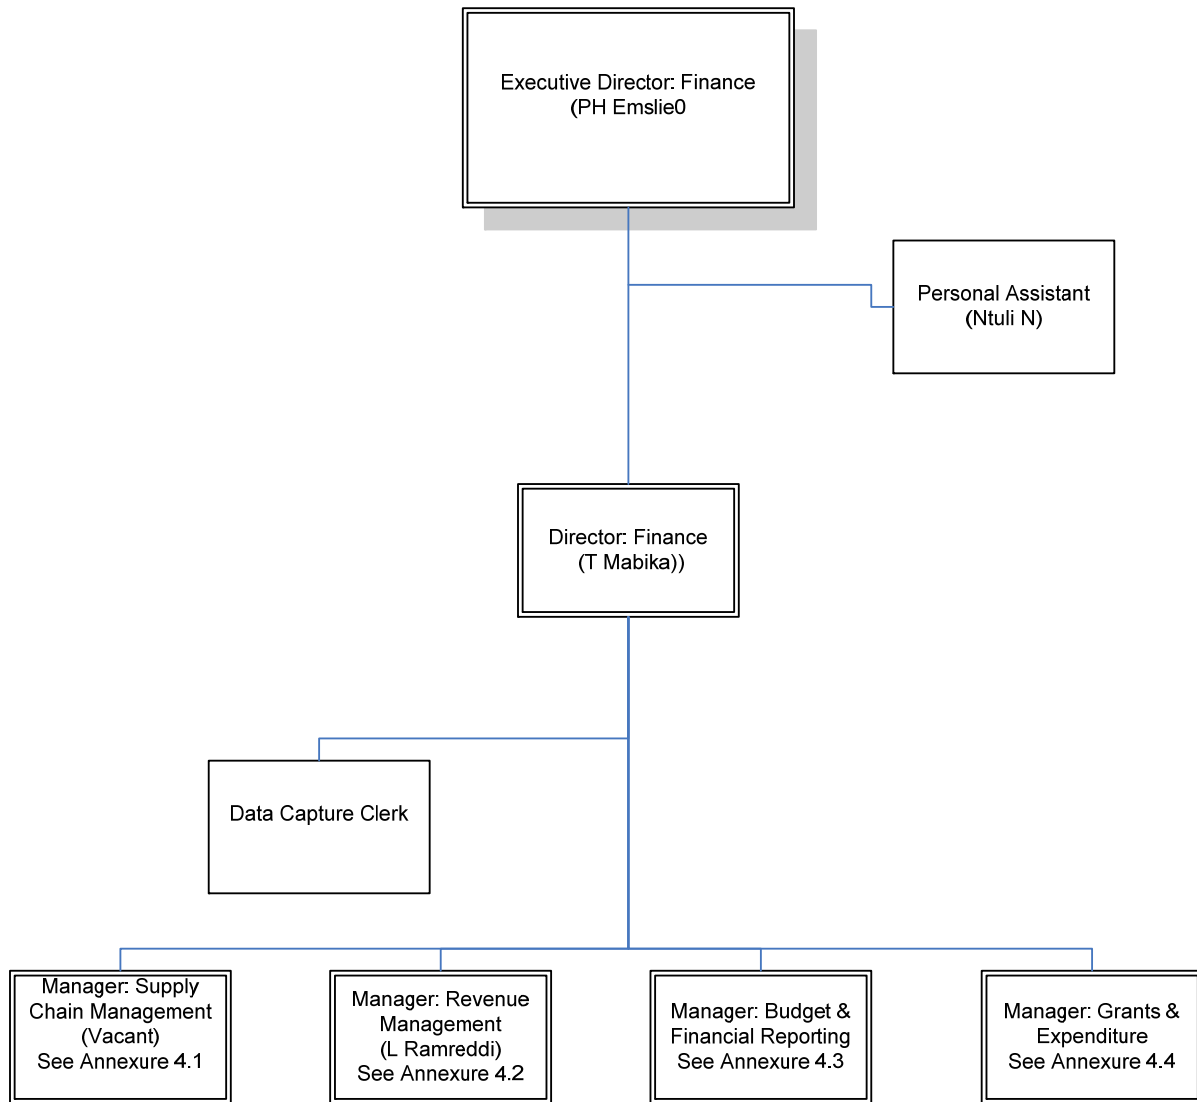 Executive Director: Finance
(PH Emslie0
Personal Assistant
(Ntuli N)
Director: Finance
(T Mabika))
Data Capture Clerk
Manager: Supply
Chain Management
(Vacant)
See Annexure 4.1
Manager: Revenue
Management
(L Ramreddi)
See Annexure 4.2
Manager: Budget &
Financial Reporting
See Annexure 4.3
Manager: Grants &
Expenditure
See Annexure 4.4